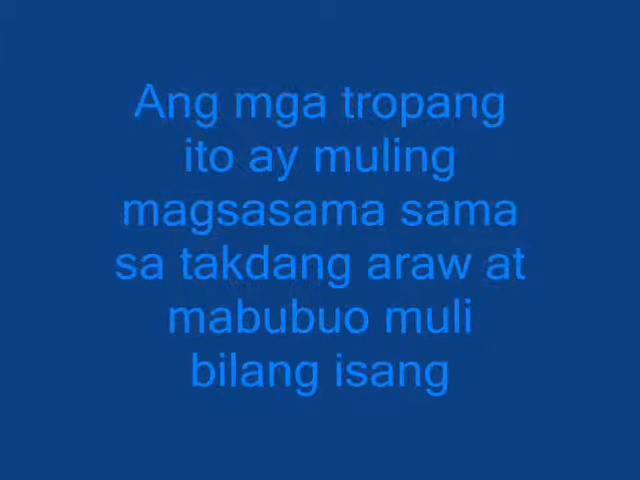 Ang mga tropang
ito ay muling
magsasama sama
sa takdang araw at
mabubuo muli
bilang isang